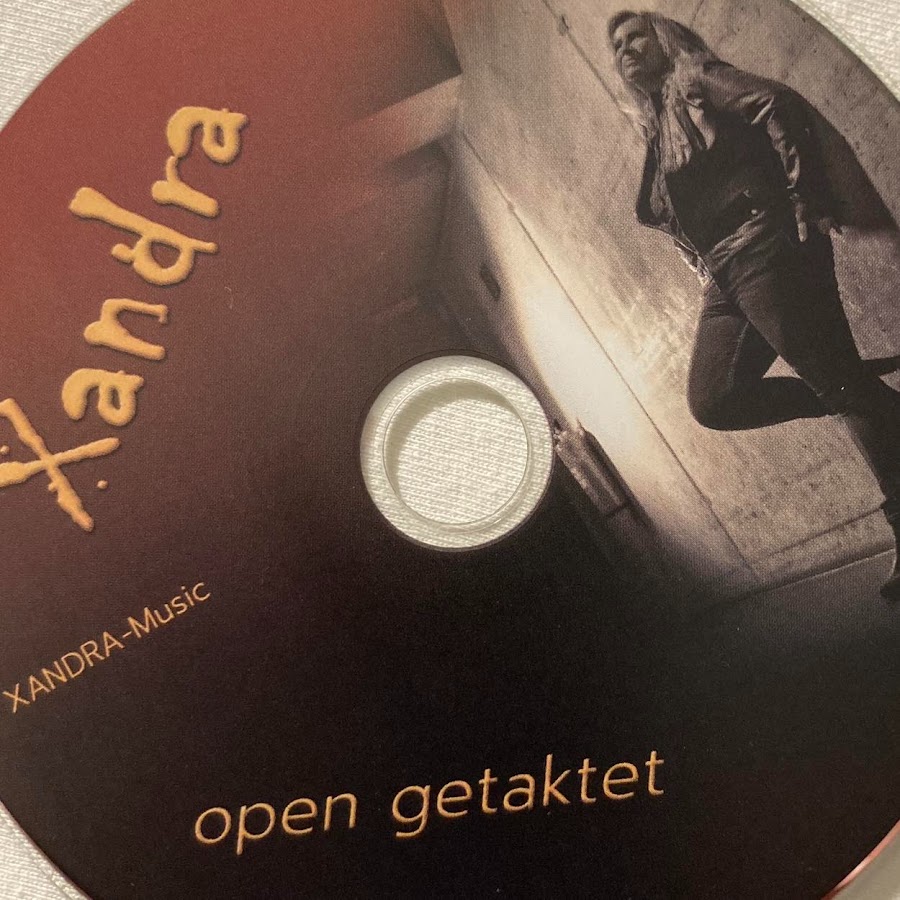 Xandra
XANDRA-Music
open getaktet